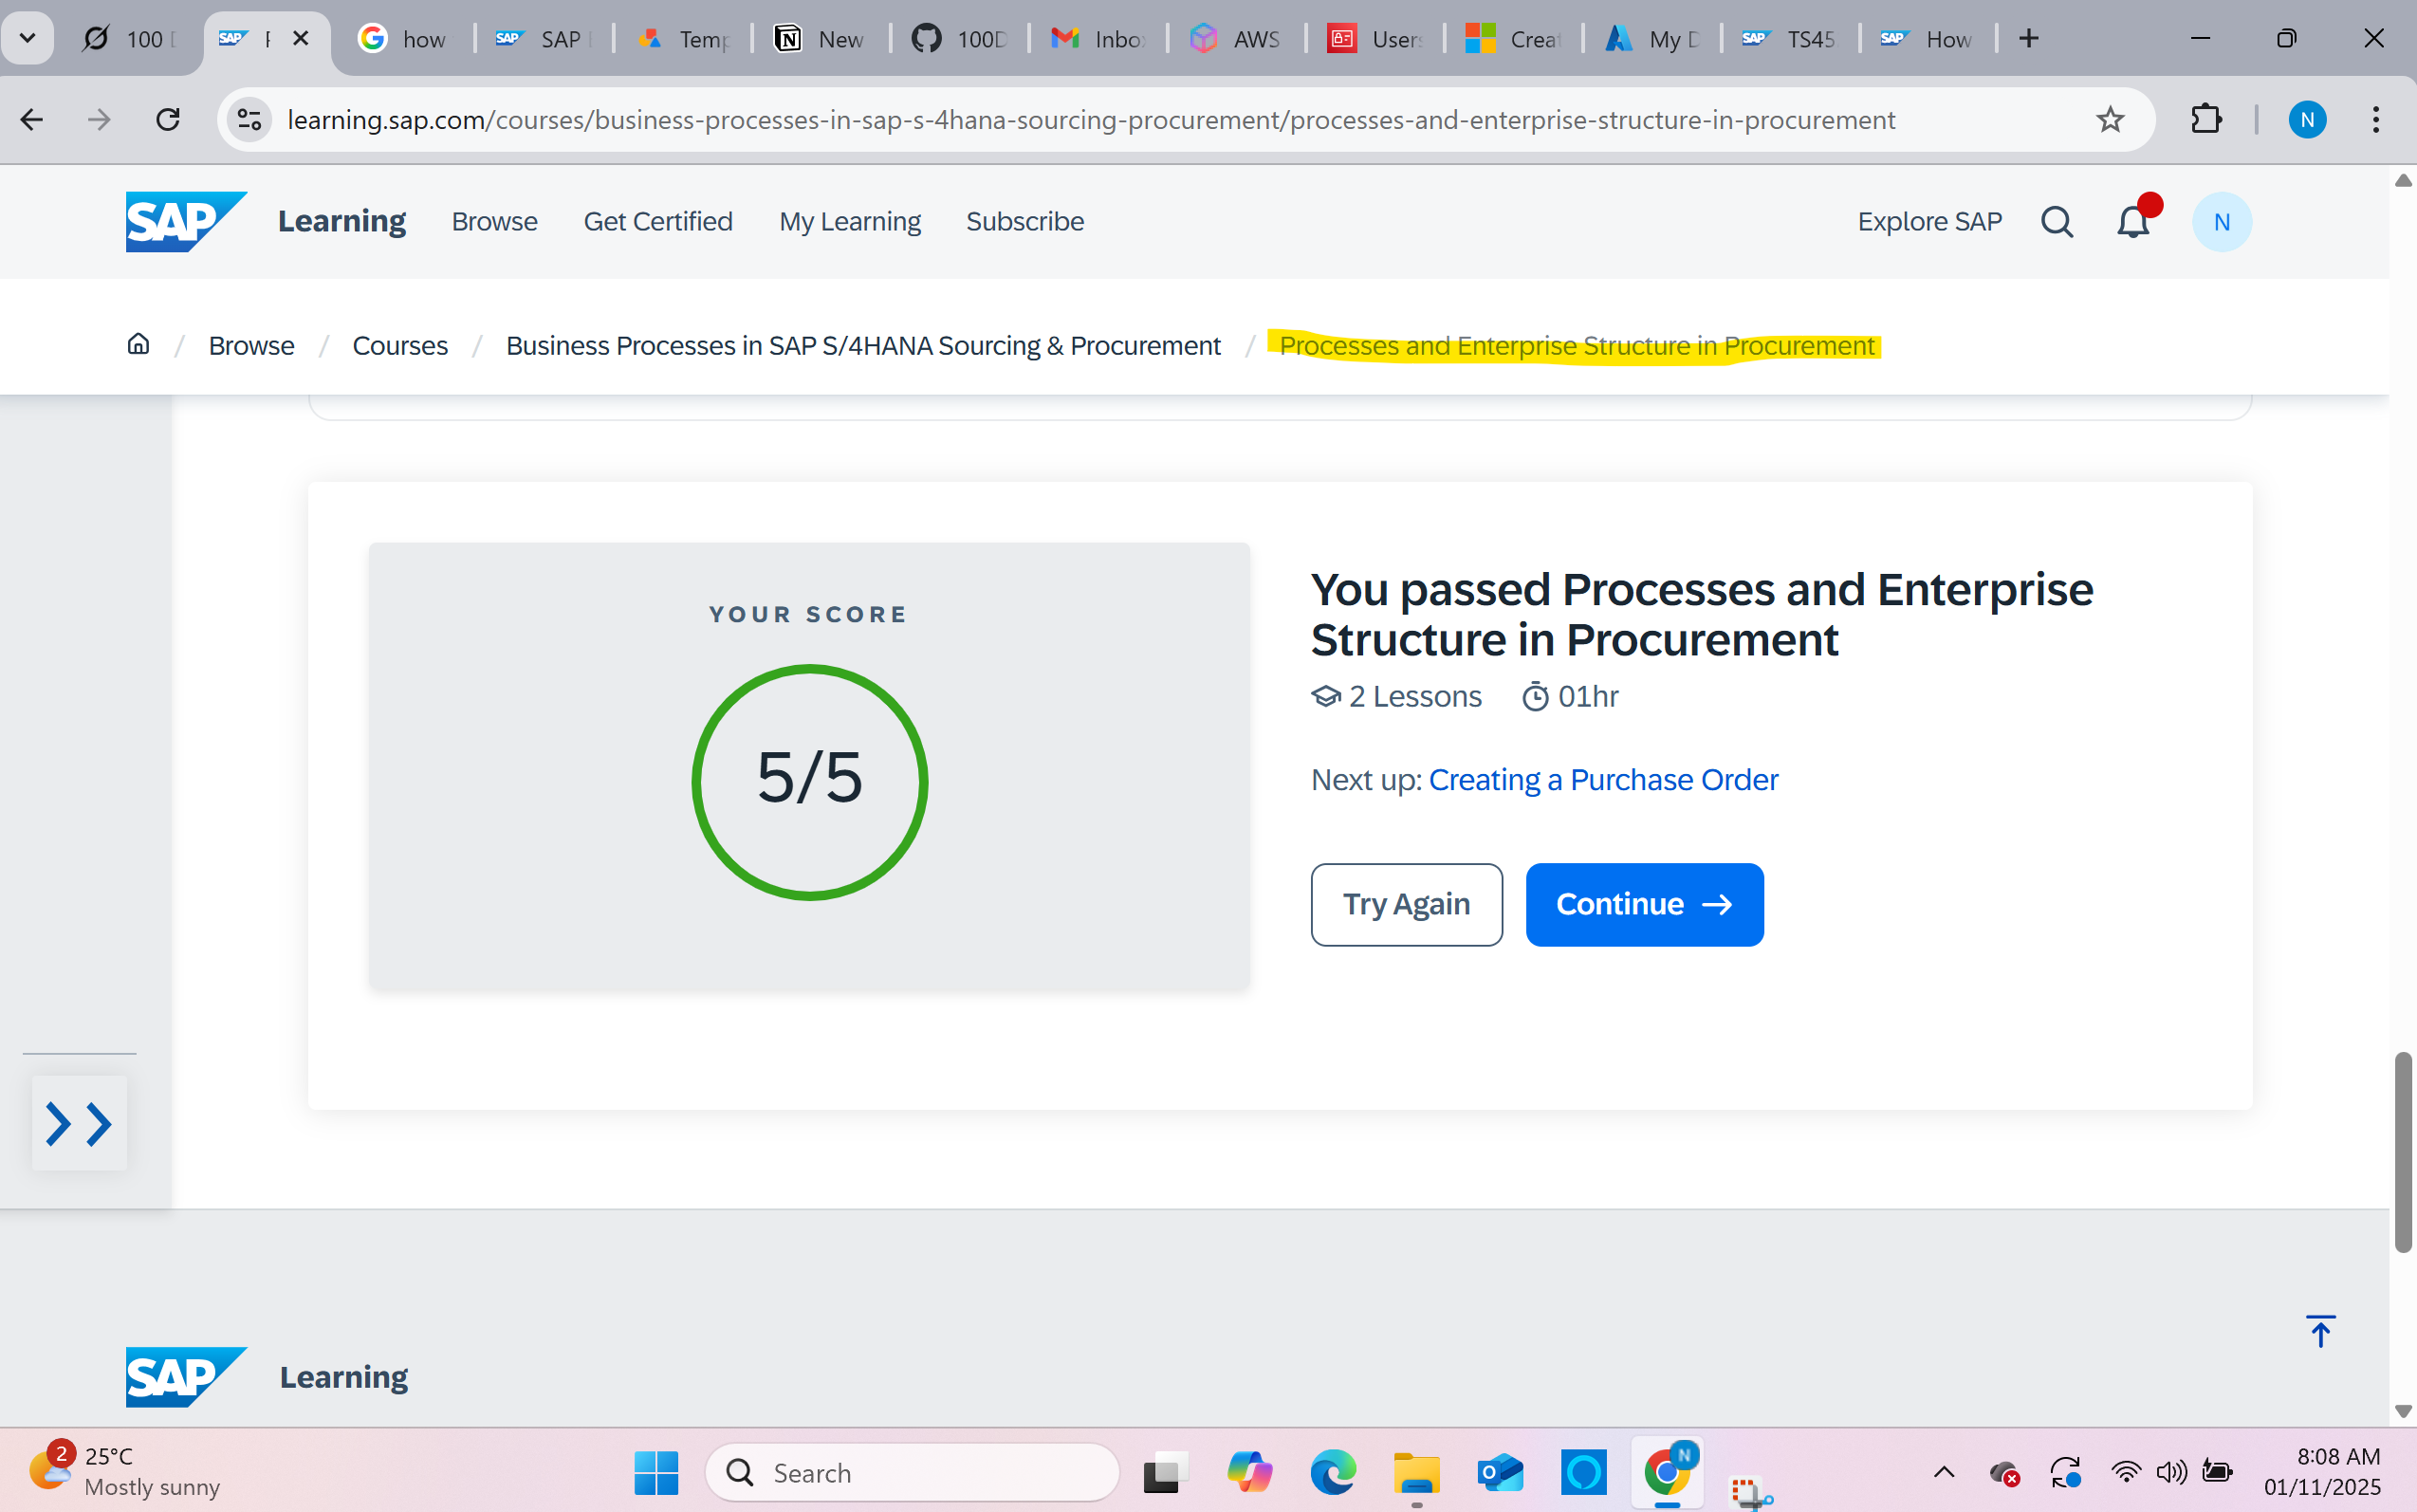 100
SAP
how
SAP SAP
Temp
New
100D
Inbo
AWS
Users
Creat
My D
SAP TS45
SAP How
learning.sap.com/courses/business-processes-in-sap-s-4hana-sourcing-procurement/processes-and-enterprise-structure-in-procurement
N
SAP Learning Browse Get Certified My Learning Subscribe Explore SAP N
/ Browse / Courses / Business Processes in SAP S/4HANA Sourcing & Procurement / Processes and Enterprise Structure in Procurement
YOUR SCORE
5/5
You passed Processes and Enterprise
Structure in Procurement
2 Lessons 01hr
Next up: Creating a Purchase Order
Try Again
Continue
SAP Learning
2
25°C
Mostly sunny
Search
N
8:08 AM
01/11/2025